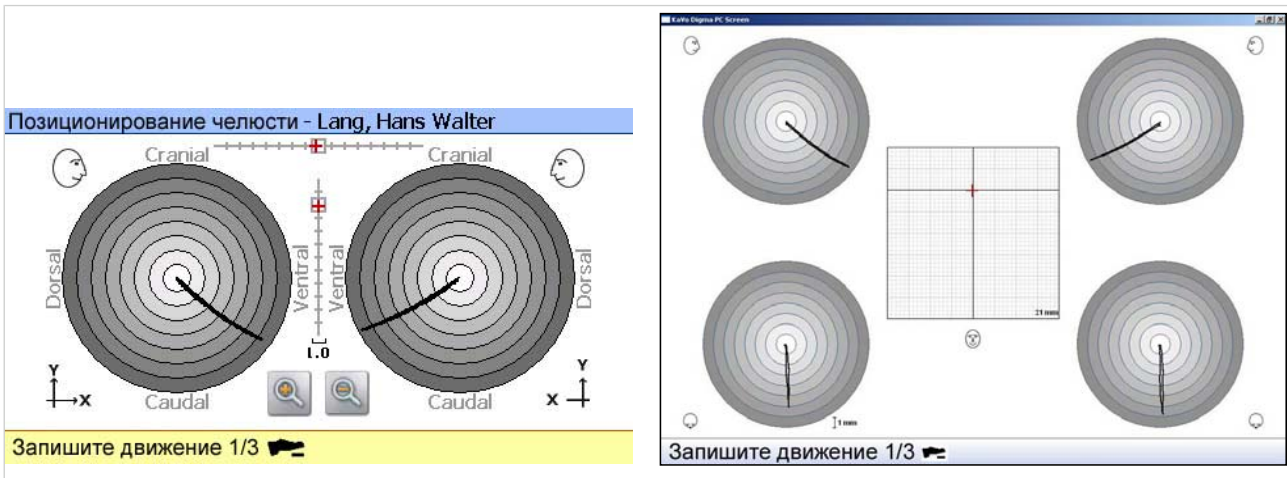 Позиционирование челюсти - Lang, Hans Walter
Cranial
Cranial
Dorsal
Ventral
Ventral
Dorsal
1.0
Y
X
Caudal
Caudal
Y
X
Запишите движение 1/3
KaVo Digma PC Screen
21 mm
1 mm
Запишите движение 1/3